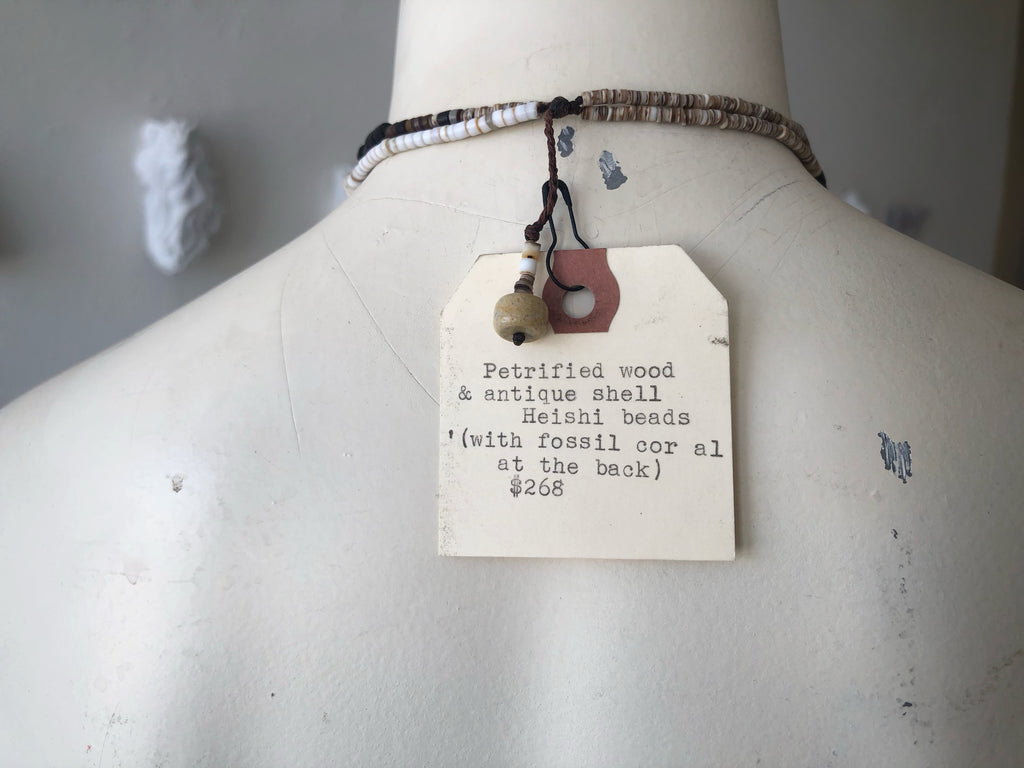 Petrified wood
& antique shell
Heishi beads
'(with fossil cor al
at the back)
$268